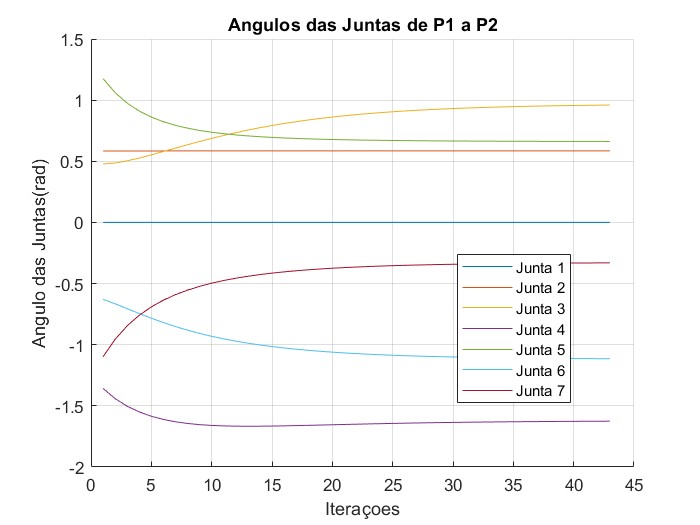 Angulos das Juntas de P1 a P2
Angulo das Juntas(rad)
1.5
1
0.5
0
-0.5
-1
-1.5
-2
Junta 1
Junta 2
Junta 3
Junta 4
Junta 5
Junta 6
Junta 7
0 5 10 15 20 25 30 35 40 45
Iteraçoes